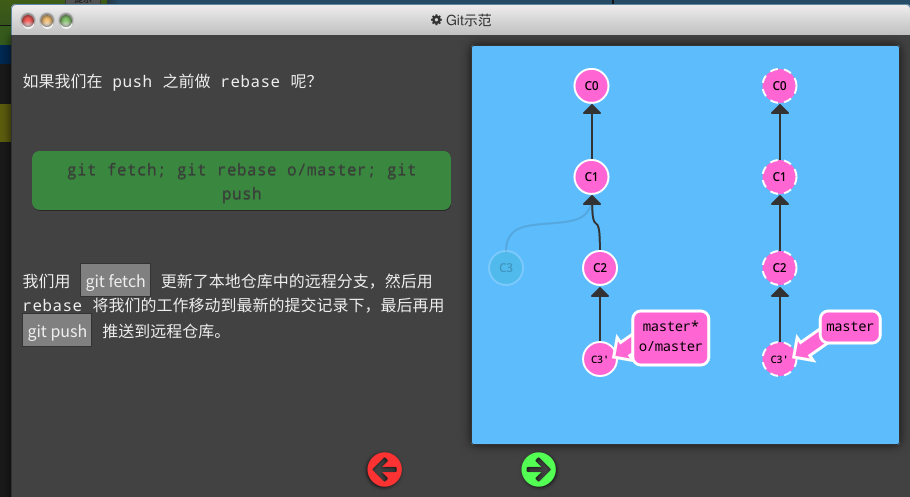 Git示范
如果我们在 push 之前做 rebase 呢?
git fetch; git rebase o/master; git
push
我们用 git fetch 更新了本地仓库中的远程分支，然后用
rebase 将我们的工作移动到最新的提交记录下，最后再用
git push 推送到远程仓库。
C0
C1
C3
C2
C3'
master*
o/master
C0
C1
C2
C3'
master